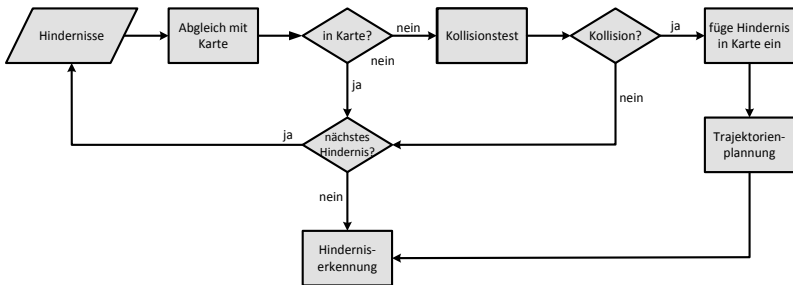 Hindernisse
Abgleich mit
Karte
in Karte?
nein
nein
Kollisionstest
Kollision?
ja
füge Hindernis
in Karte ein
ja
nein
ja
nächstes
Hindernis?
Trajektorien-
plannung
nein
Hindernis-
erkennung